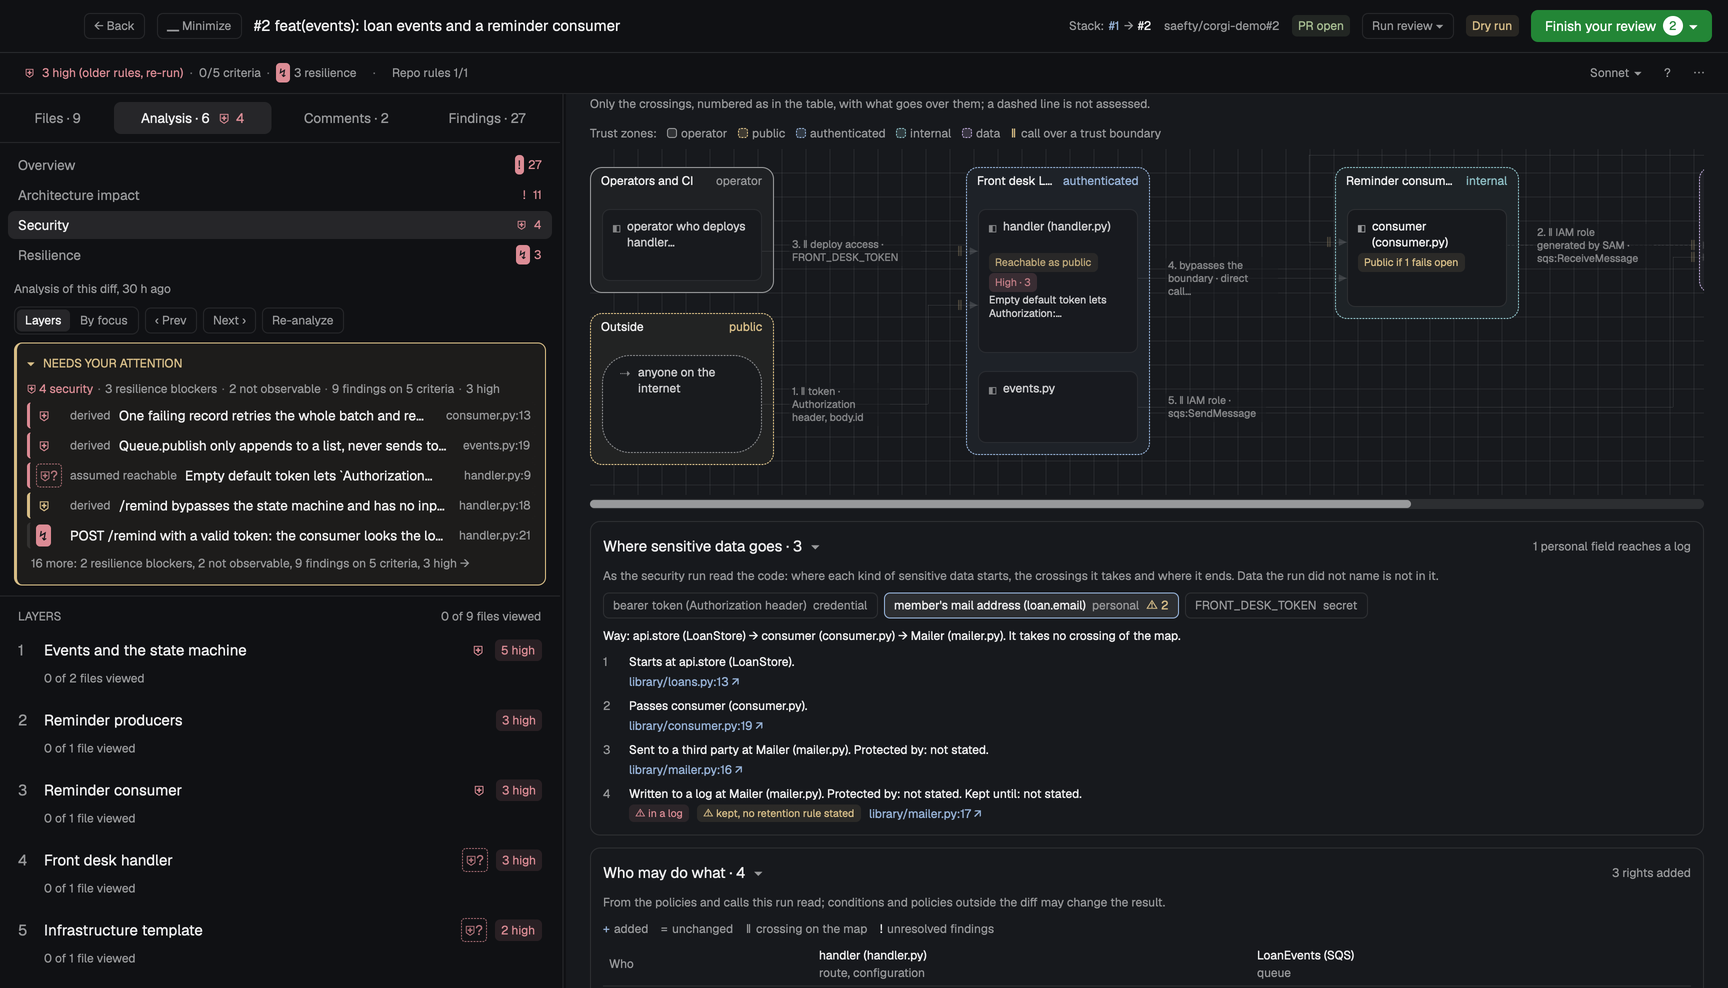 ← Back
Minimize
#2 feat(events): loan events and a reminder consumer
Stack: #1 → #2
saefty/corgi-demo#2
PR open
Run review
Dry run
Finish your review 2
3 high (older rules, re-run) · 0/5 criteria · 3 resilience · Repo rules 1/1
Sonnet
?
...
Files · 9
Analysis · 6 4
Comments · 2
Findings · 27
Overview ! 27
Architecture impact ! 11
Security 4
Resilience 3
Analysis of this diff, 30 h ago
Layers
By focus
‹ Prev
Next ›
Re-analyze
NEEDS YOUR ATTENTION
4 security · 3 resilience blockers · 2 not observable · 9 findings on 5 criteria · 3 high
derived One failing record retries the whole batch and re... consumer.py:13
derived Queue.publish only appends to a list, never sends to... events.py:19
? assumed reachable Empty default token lets `Authorization... handler.py:9
derived /remind bypasses the state machine and has no inp... handler.py:18
POST /remind with a valid token: the consumer looks the lo... handler.py:21
16 more: 2 resilience blockers, 2 not observable, 9 findings on 5 criteria, 3 high →
LAYERS
0 of 9 files viewed
1 Events and the state machine 5 high
0 of 2 files viewed
2 Reminder producers 3 high
0 of 1 file viewed
3 Reminder consumer 3 high
0 of 1 file viewed
4 Front desk handler ? 3 high
0 of 1 file viewed
5 Infrastructure template ? 2 high
0 of 1 file viewed
Only the crossings, numbered as in the table, with what goes over them; a dashed line is not assessed.
Trust zones: operator public authenticated internal data call over a trust boundary
Operators and CI operator
operator who deploys
handler...
Outside public
→ anyone on the
internet
3. ‖ deploy access ·
FRONT_DESK_TOKEN
1. ‖ token ·
Authorization
header, body.id
Front desk L... authenticated
handler (handler.py)
Reachable as public
High · 3
Empty default token lets
Authorization:...
events.py
4. bypasses the
boundary · direct
call...
5. ‖ IAM role ·
sqs:SendMessage
Reminder consum... internal
consumer
(consumer.py)
Public if 1 fails open
2. ‖ IAM role
generated by SAM ·
sqs:ReceiveMessage
Where sensitive data goes · 3
1 personal field reaches a log
As the security run read the code: where each kind of sensitive data starts, the crossings it takes and where it ends. Data the run did not name is not in it.
bearer token (Authorization header) credential
member's mail address (loan.email) personal ⚠ 2
FRONT_DESK_TOKEN secret
Way: api.store (LoanStore) → consumer (consumer.py) → Mailer (mailer.py). It takes no crossing of the map.
1 Starts at api.store (LoanStore).
library/loans.py:13 ↗
2 Passes consumer (consumer.py).
library/consumer.py:19 ↗
3 Sent to a third party at Mailer (mailer.py). Protected by: not stated.
library/mailer.py:16 ↗
4 Written to a log at Mailer (mailer.py). Protected by: not stated. Kept until: not stated.
⚠ in a log ⚠ kept, no retention rule stated library/mailer.py:17 ↗
Who may do what · 4
3 rights added
From the policies and calls this run read; conditions and policies outside the diff may change the result.
+ added = unchanged ‖ crossing on the map ! unresolved findings
Who
handler (handler.py)
route, configuration
LoanEvents (SQS)
queue